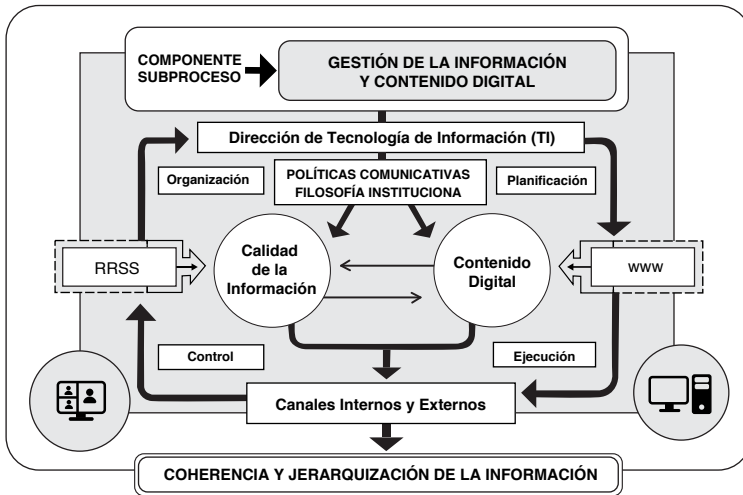 COMPONENTE
SUBPROCESO
GESTIÓN DE LA INFORMACIÓN
Y CONTENIDO DIGITAL
Dirección de Tecnología de Información (TI)
Organización
POLÍTICAS COMUNICATIVAS
FILOSOFÍA INSTITUCIONA
Planificación
RRSS
Calidad
de la
Información
Contenido
Digital
www
Control
Ejecución
Canales Internos y Externos
COHERENCIA Y JERARQUIZACIÓN DE LA INFORMACIÓN